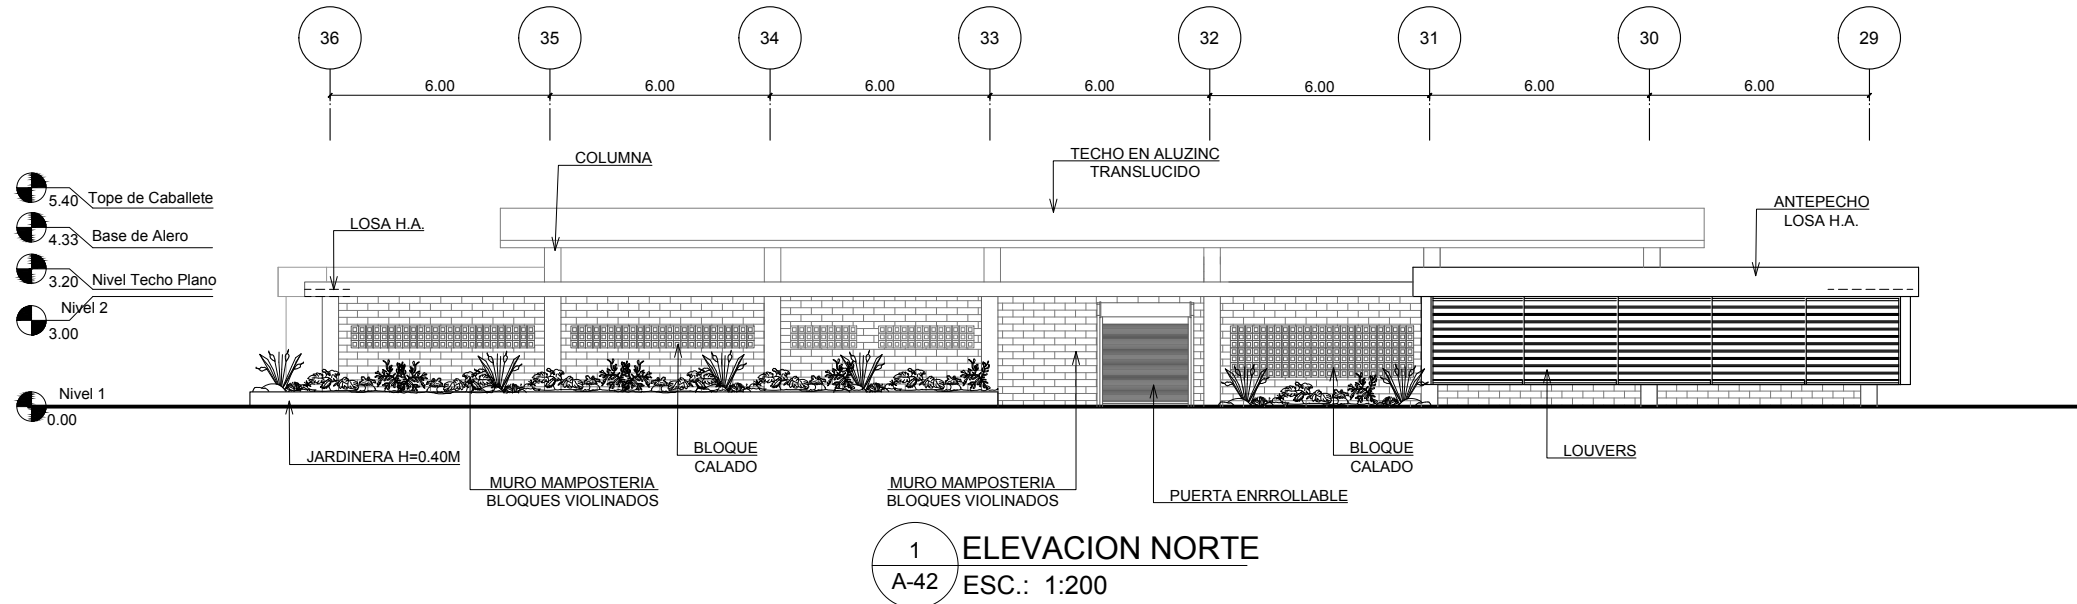 36
35
34
33
32
31
30
29
6.00
6.00
6.00
6.00
6.00
6.00
6.00
COLUMNA
TECHO EN ALUZINC
TRANSLUCIDO
5.40 Tope de Caballete
4.33 Base de Alero
3.20 Nivel Techo Plano
Nivel 2
3.00
Nivel 1
0.00
LOSA H.A.
ANTEPECHO
LOSA H.A.
JARDINERA H=0.40M
MURO MAMPOSTERIA
BLOQUES VIOLINADOS
BLOQUE
CALADO
MURO MAMPOSTERIA
BLOQUES VIOLINADOS
PUERTA ENRROLLABLE
BLOQUE
CALADO
LOUVERS
1
A-42
ELEVACION NORTE
ESC.: 1:200